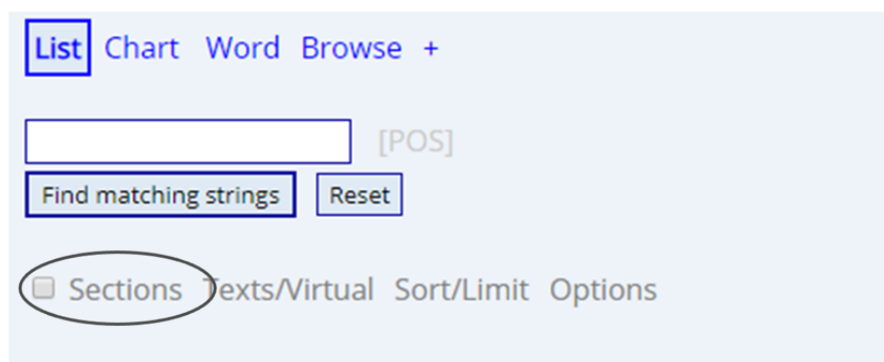 List Chart Word Browse +
[POS]
Find matching strings Reset
Sections Texts/Virtual Sort/Limit Options